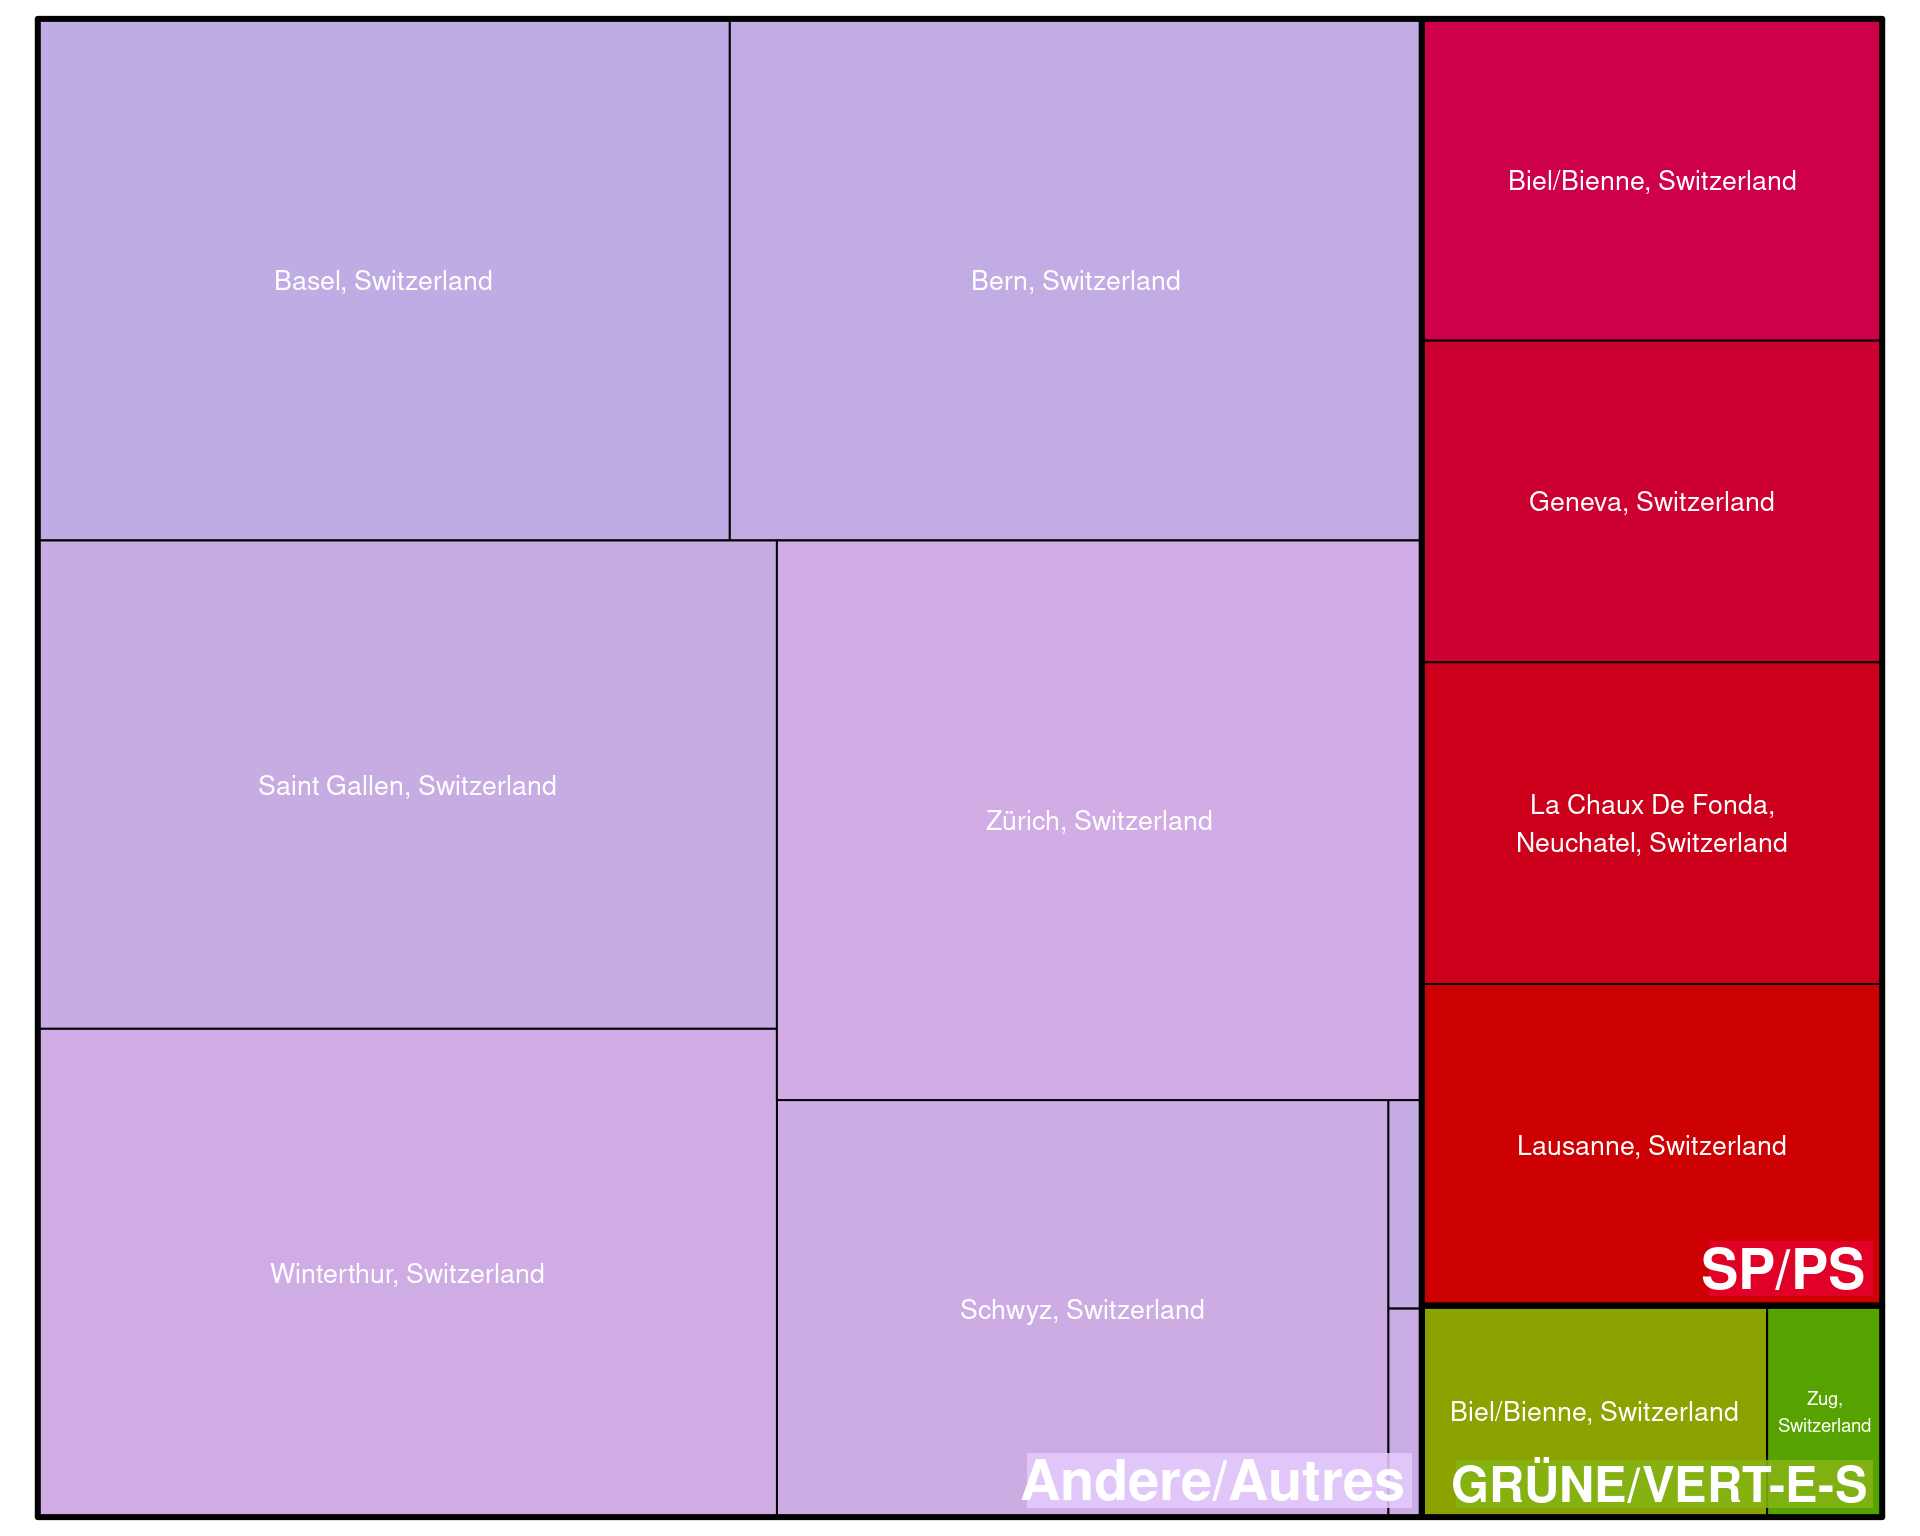 Basel, Switzerland
Bern, Switzerland
Saint Gallen, Switzerland
Zürich, Switzerland
Winterthur, Switzerland
Schwyz, Switzerland
Andere/Autres
Biel/Bienne, Switzerland
Geneva, Switzerland
La Chaux De Fonda,
Neuchatel, Switzerland
Lausanne, Switzerland
SP/PS
Biel/Bienne, Switzerland
Zug,
Switzerland
GRÜNE/VERT-E-S